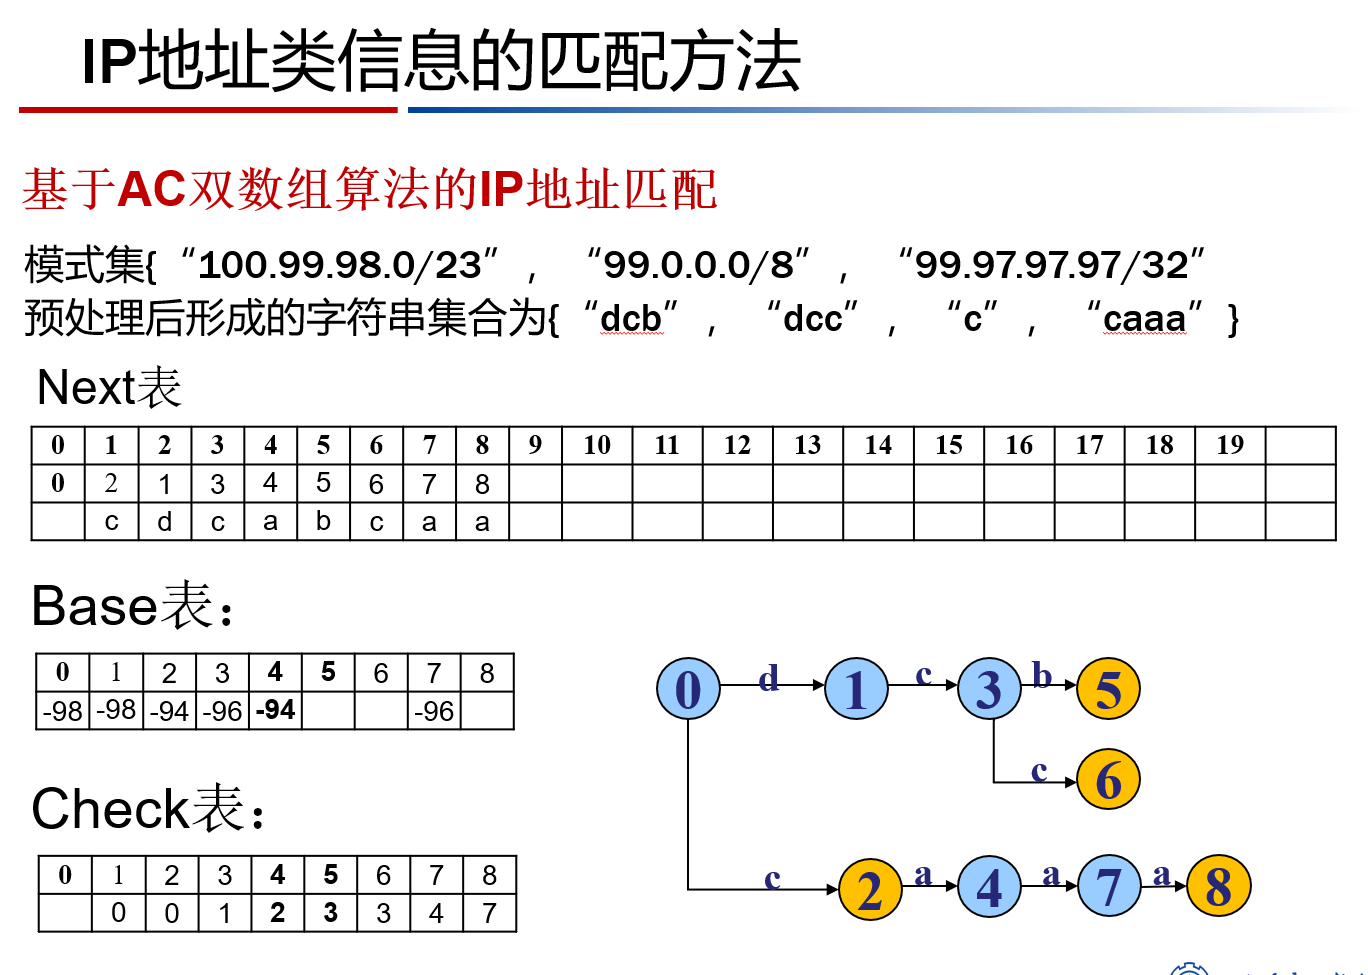 IP地址类信息的匹配方法
基于AC双数组算法的IP地址匹配
模式集{“100.99.98.0/23”，“99.0.0.0/8”，“99.97.97.97/32”
预处理后形成的字符串集合为{“dcb”，“dcc”，“c”，“caaa”}
Next表
0 1 2 3 4 5 6 7 8 9 10 11 12 13 14 15 16 17 18 19
0 2 1 3 4 5 6 7 8
c d c a b c a a
Base表：
0 1 2 3 4 5 6 7 8
-98 -98 -94 -96 -94 -96
Check表：
0 1 2 3 4 5 6 7 8
0 0 1 2 3 3 4 7
0 d 1 c 3 b 5
c 6
c 2 a 4 a 7 a 8